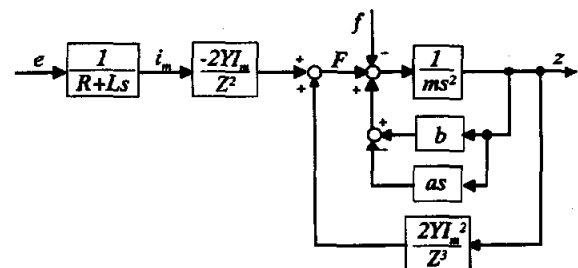 f
e
1
R+Ls
i_m
-2YI_m
Z²
+
+
F
−
+
1
ms²
z
+
−
b
as
2YI_m²
Z³